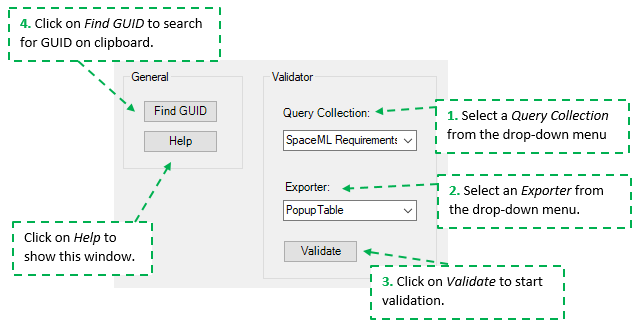 4. Click on Find GUID to search
for GUID on clipboard.
General
Find GUID
Help
Validator
Query Collection:
SpaceML Requirements
Exporter:
Popup Table
Validate
1. Select a Query Collection
from the drop-down menu
2. Select an Exporter from
the drop-down menu.
Click on Help to
show this window.
3. Click on Validate to start
validation.